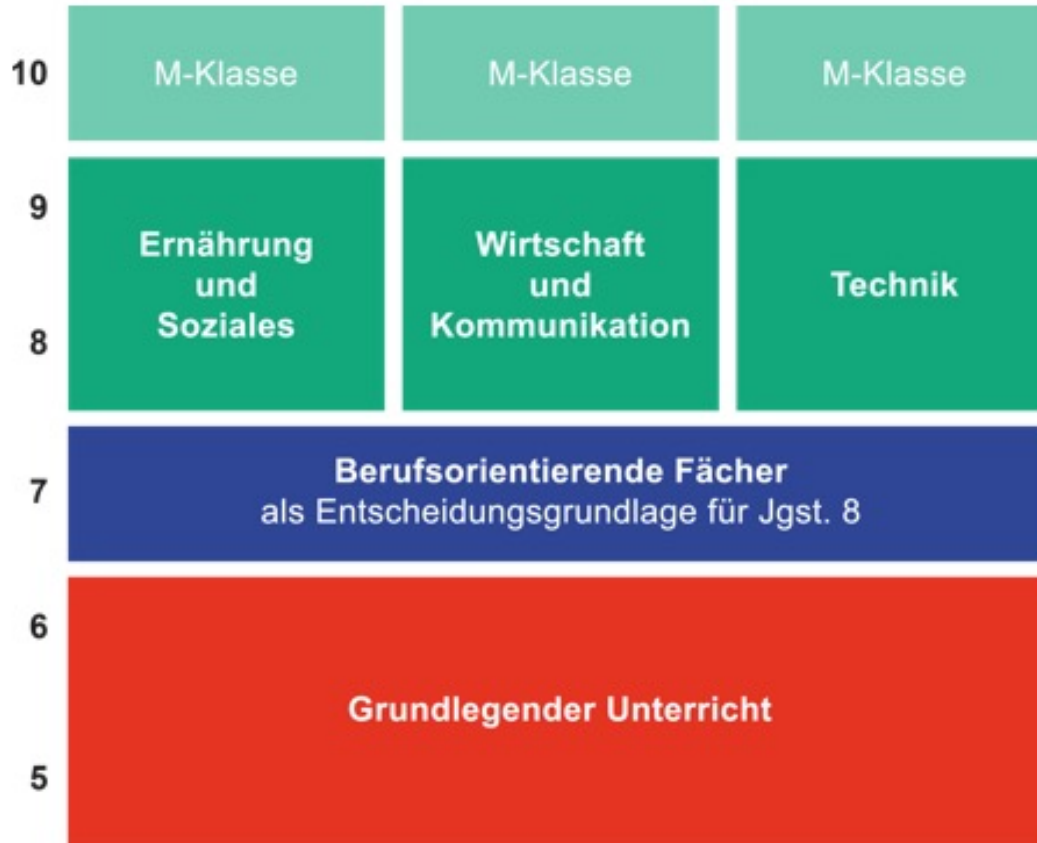 10
M-Klasse
M-Klasse
M-Klasse
9
8
Ernährung
und
Soziales
Wirtschaft
und
Kommunikation
Technik
7
Berufsorientierende Fächer
als Entscheidungsgrundlage für Jgst. 8
6
5
Grundlegender Unterricht